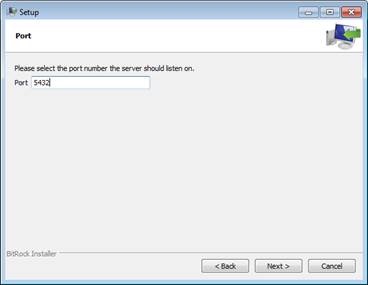 Setup
Port
Please select the port number the server should listen on.
Port 5432
BitRock Installer
< Back Next > Cancel